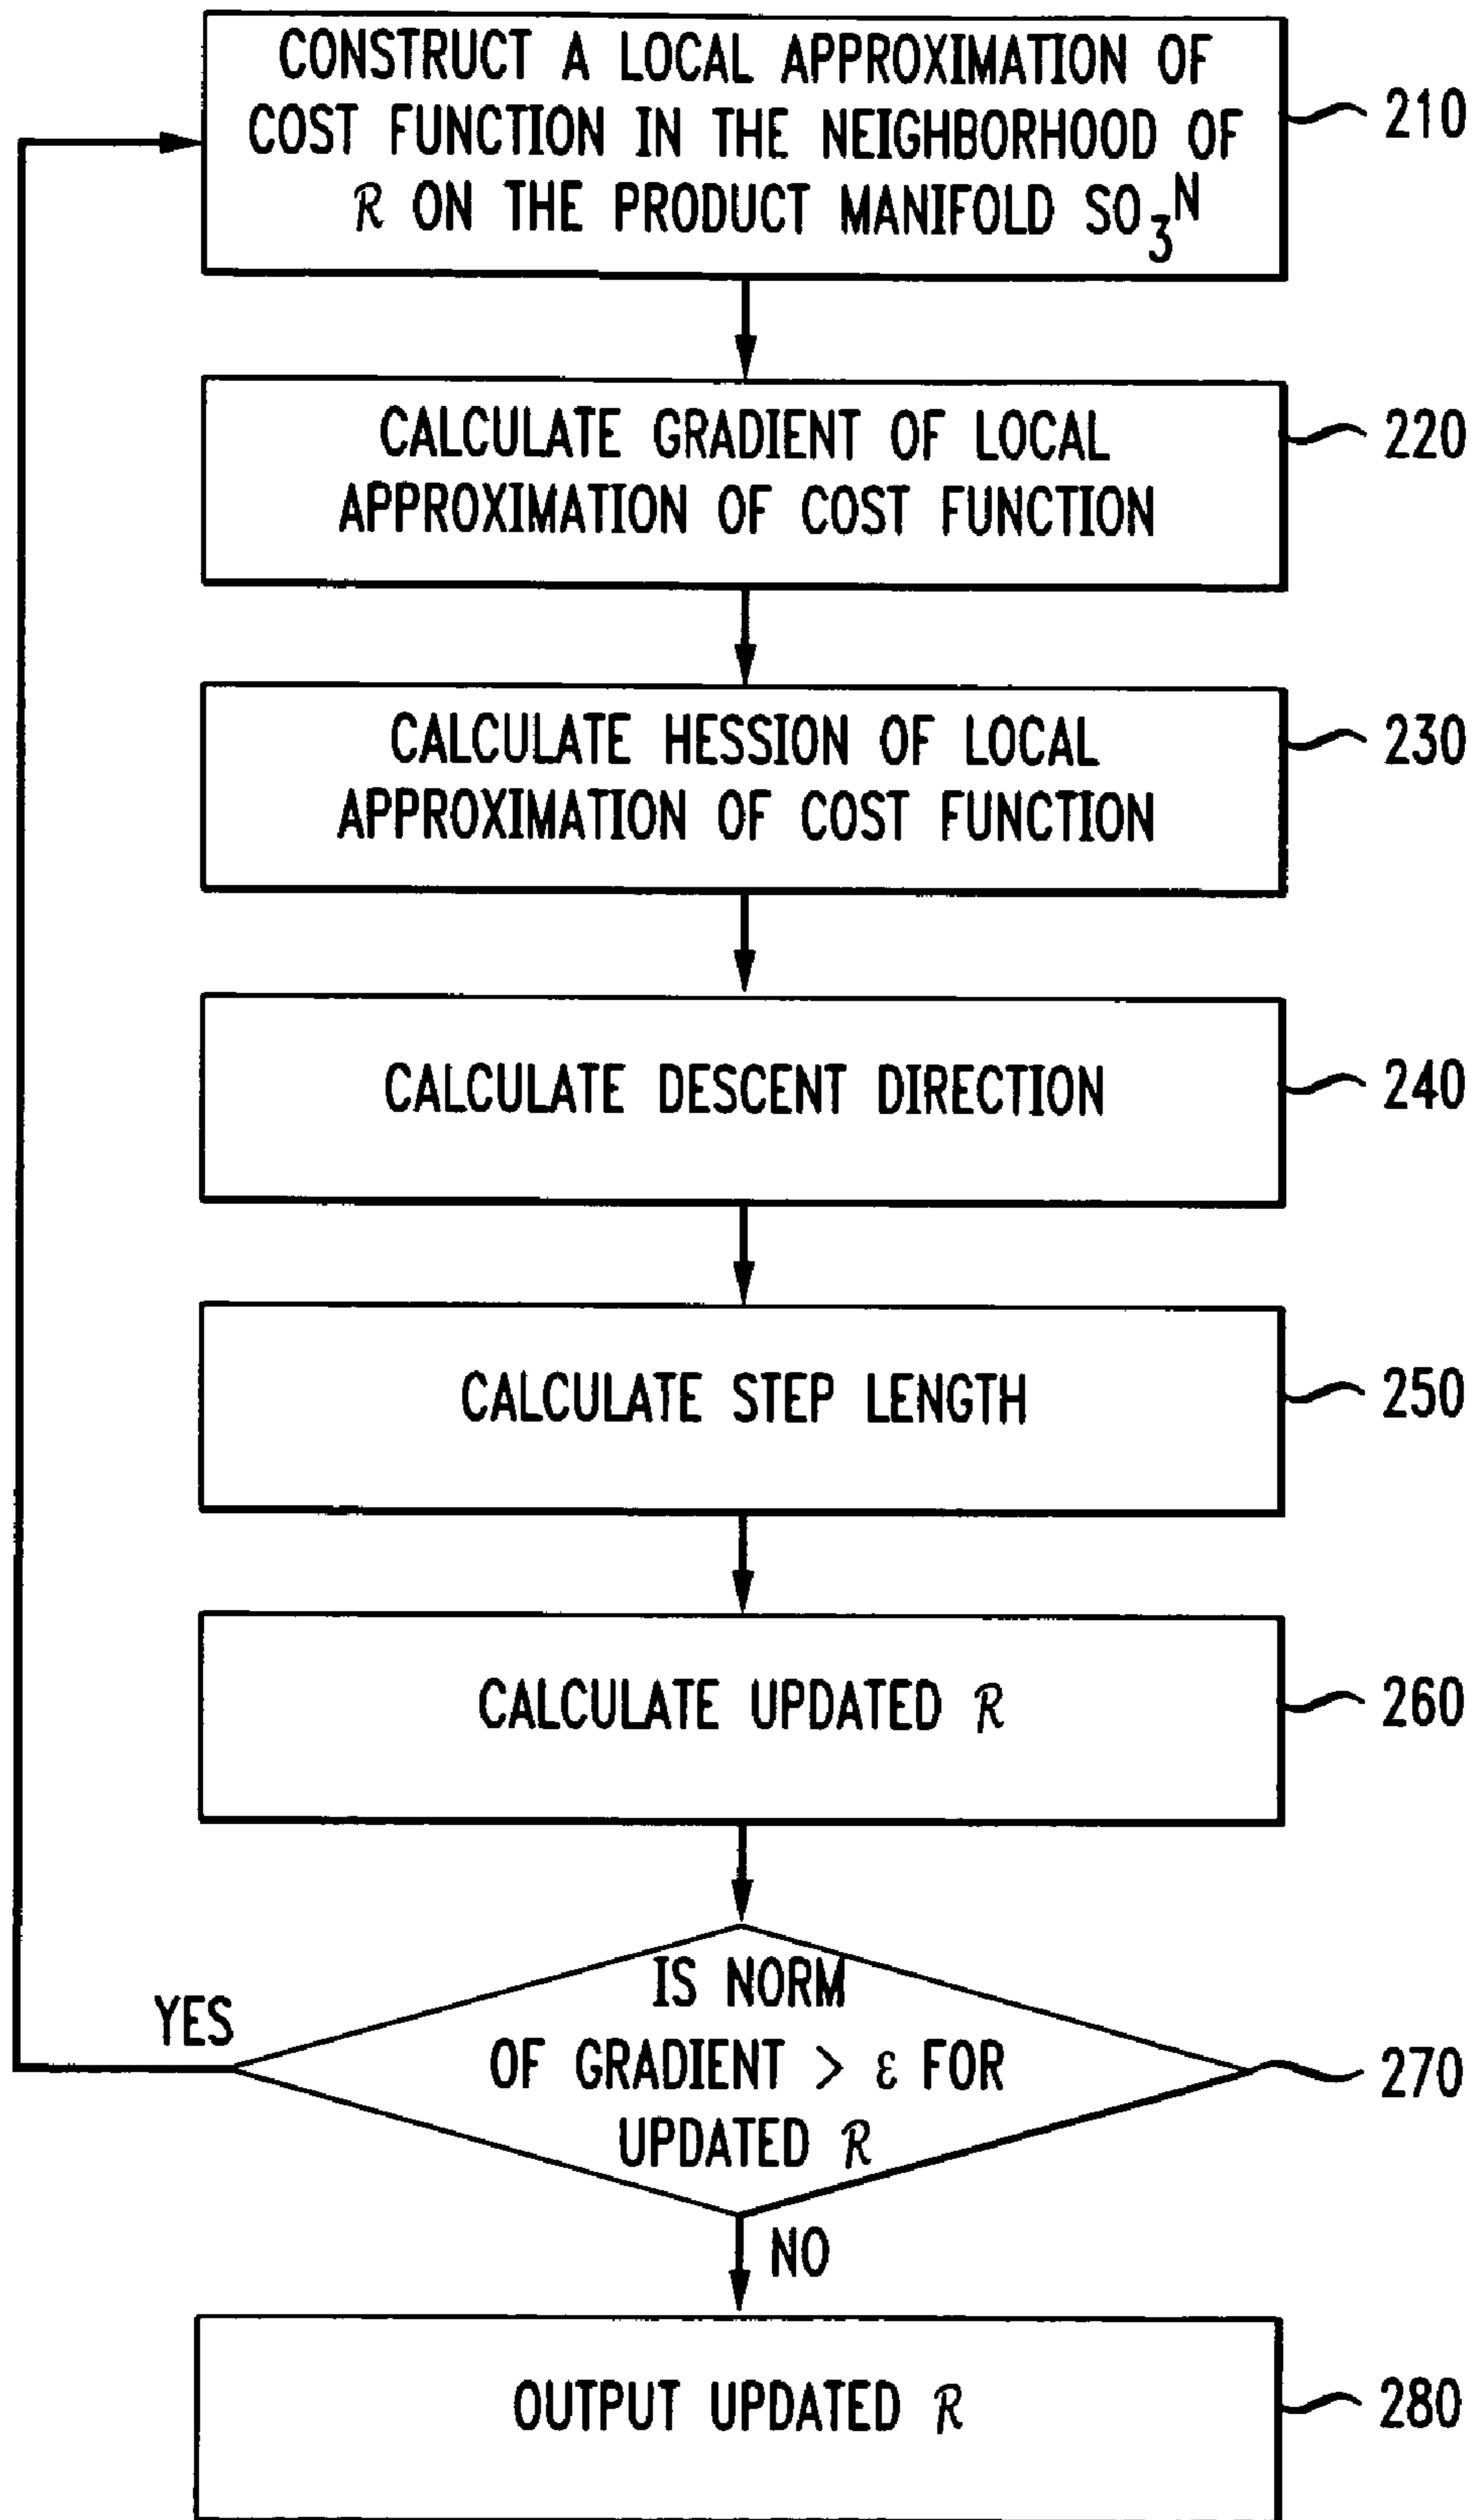 CONSTRUCT A LOCAL APPROXIMATION OF
COST FUNCTION IN THE NEIGHBORHOOD OF
ℛ ON THE PRODUCT MANIFOLD SO₃ᴺ
210
CALCULATE GRADIENT OF LOCAL
APPROXIMATION OF COST FUNCTION
220
CALCULATE HESSION OF LOCAL
APPROXIMATION OF COST FUNCTION
230
CALCULATE DESCENT DIRECTION
240
CALCULATE STEP LENGTH
250
CALCULATE UPDATED ℛ
260
YES
IS NORM
OF GRADIENT > ε FOR
UPDATED ℛ
270
NO
OUTPUT UPDATED ℛ
280